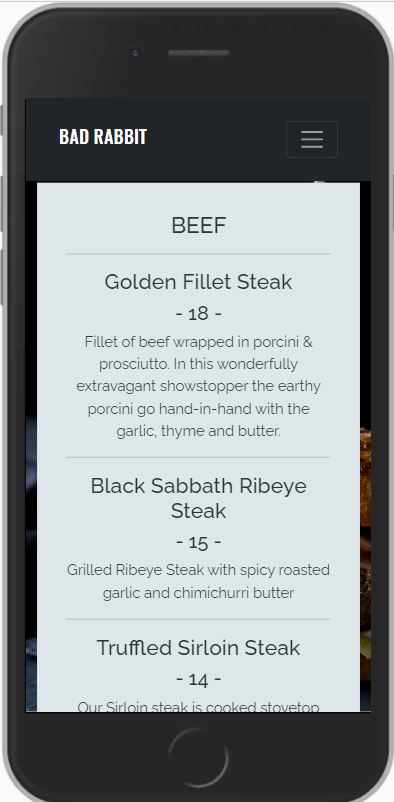 BAD RABBIT
BEEF
Golden Fillet Steak
- 18 -
Fillet of beef wrapped in porcini &
prosciutto. In this wonderfully
extravagant showstopper the earthy
porcini go hand-in-hand with the
garlic, thyme and butter.
Black Sabbath Ribeye
Steak
- 15 -
Grilled Ribeye Steak with spicy roasted
garlic and chimichurri butter
Truffled Sirloin Steak
- 14 -
Our Sirloin steak is cooked stovetop